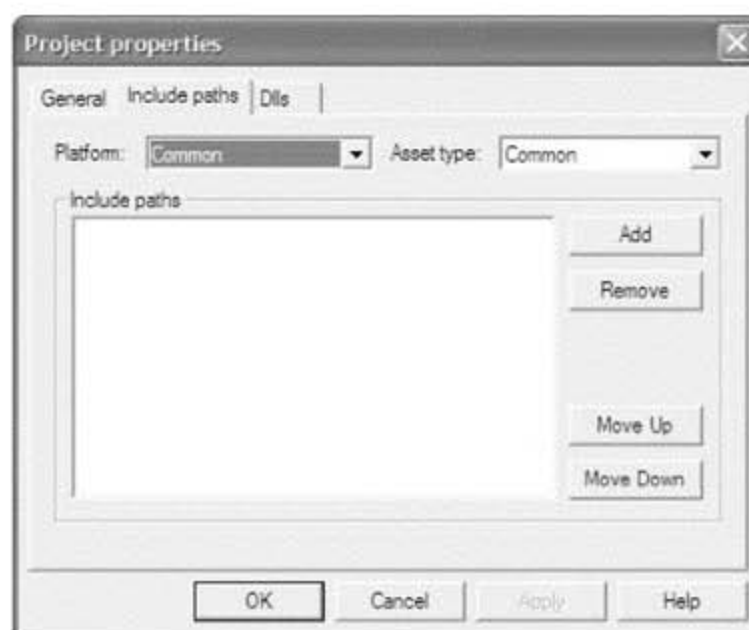 Project properties
General Include paths Dlls
Platform: Common Asset type: Common
Include paths
Add
Remove
Move Up
Move Down
OK Cancel Apply Help